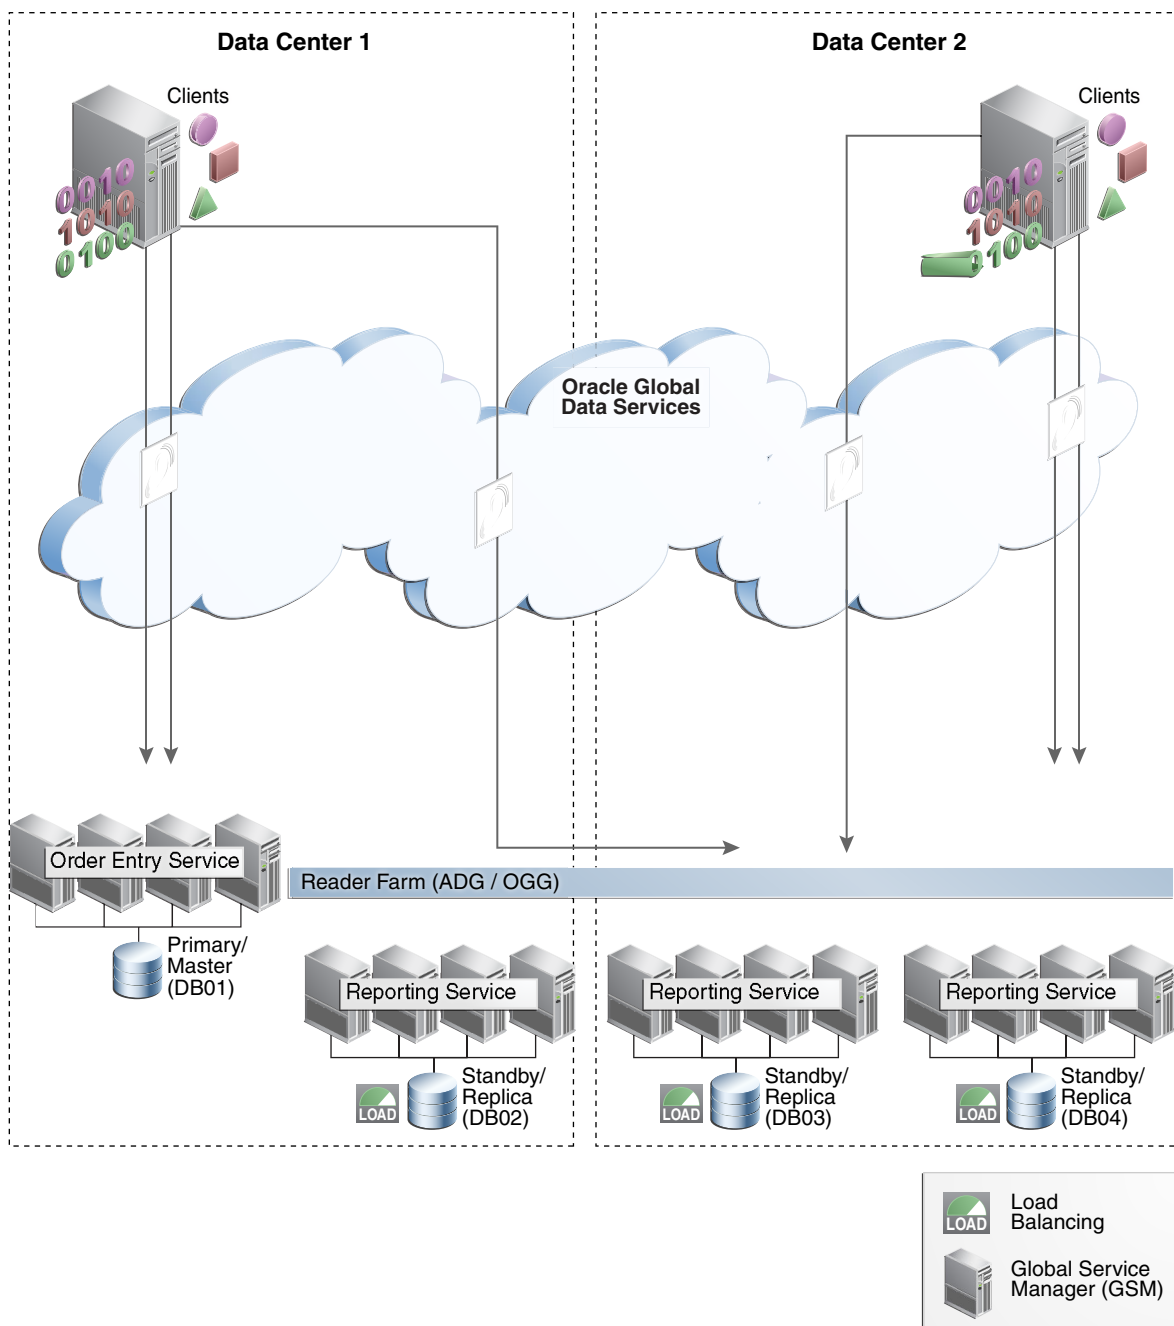 Data Center 1
Data Center 2
Clients
Clients
0010
1010
0100
0010
1010
100
Oracle Global
Data Services
Order Entry Service
Reader Farm (ADG / OGG)
Primary/
Master
(DB01)
Reporting Service
Reporting Service
Reporting Service
LOAD
Standby/
Replica
(DB02)
LOAD
Standby/
Replica
(DB03)
LOAD
Standby/
Replica
(DB04)
LOAD
Load
Balancing
Global Service
Manager (GSM)